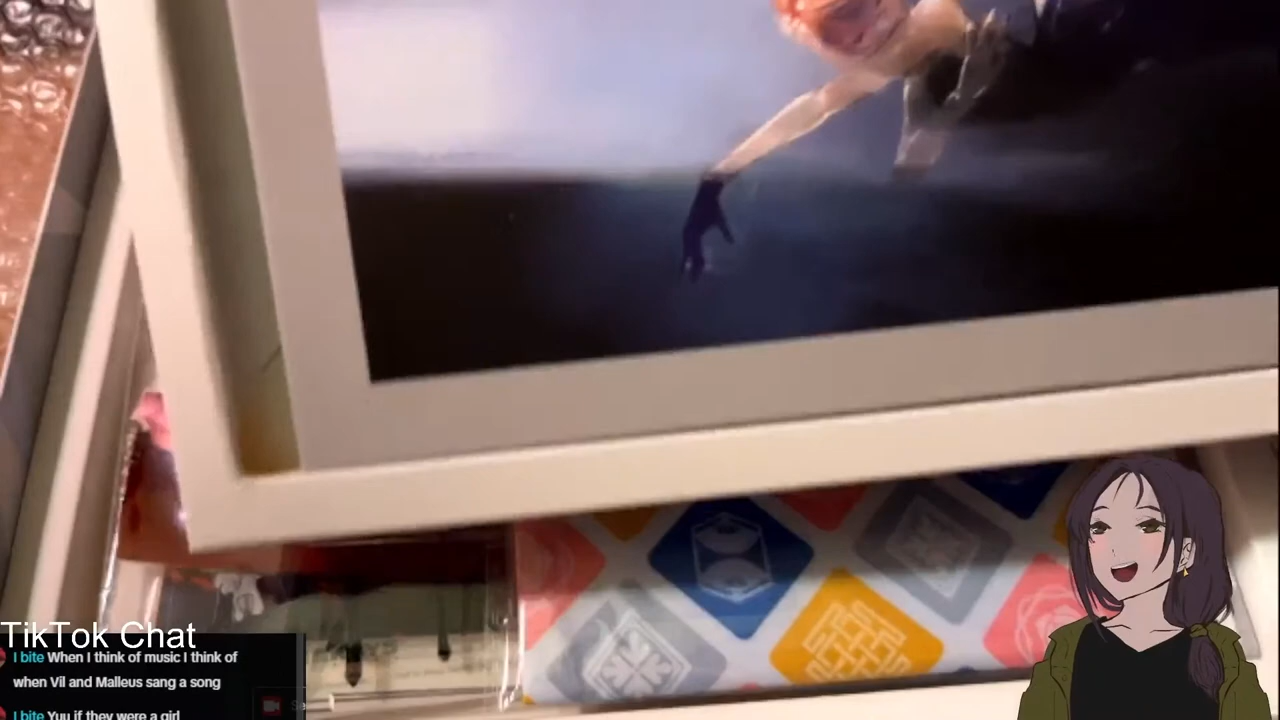 TikTok Chat
I bite When I think of music I think of
when Vil and Malleus sang a song
I bite Yuu if they were a girl